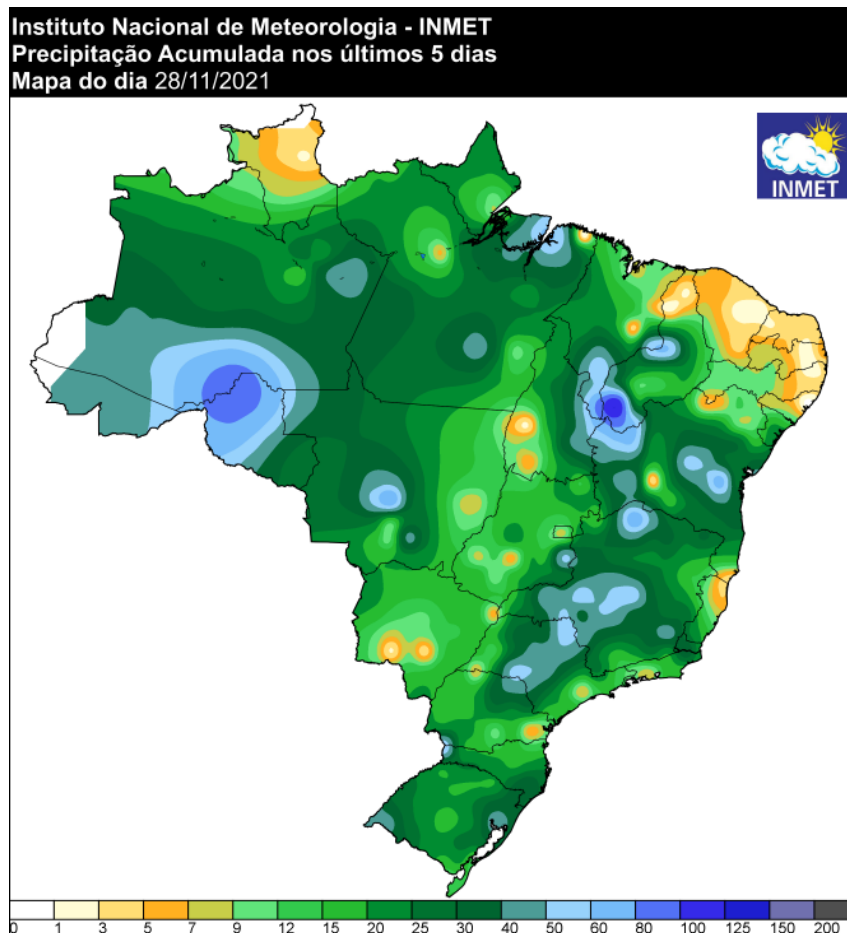 Instituto Nacional de Meteorologia - INMET
Precipitação Acumulada nos últimos 5 dias
Mapa do dia 28/11/2021
INMET
0 1 3 5 7 9 12 15 20 25 30 40 50 60 80 100 125 150 200